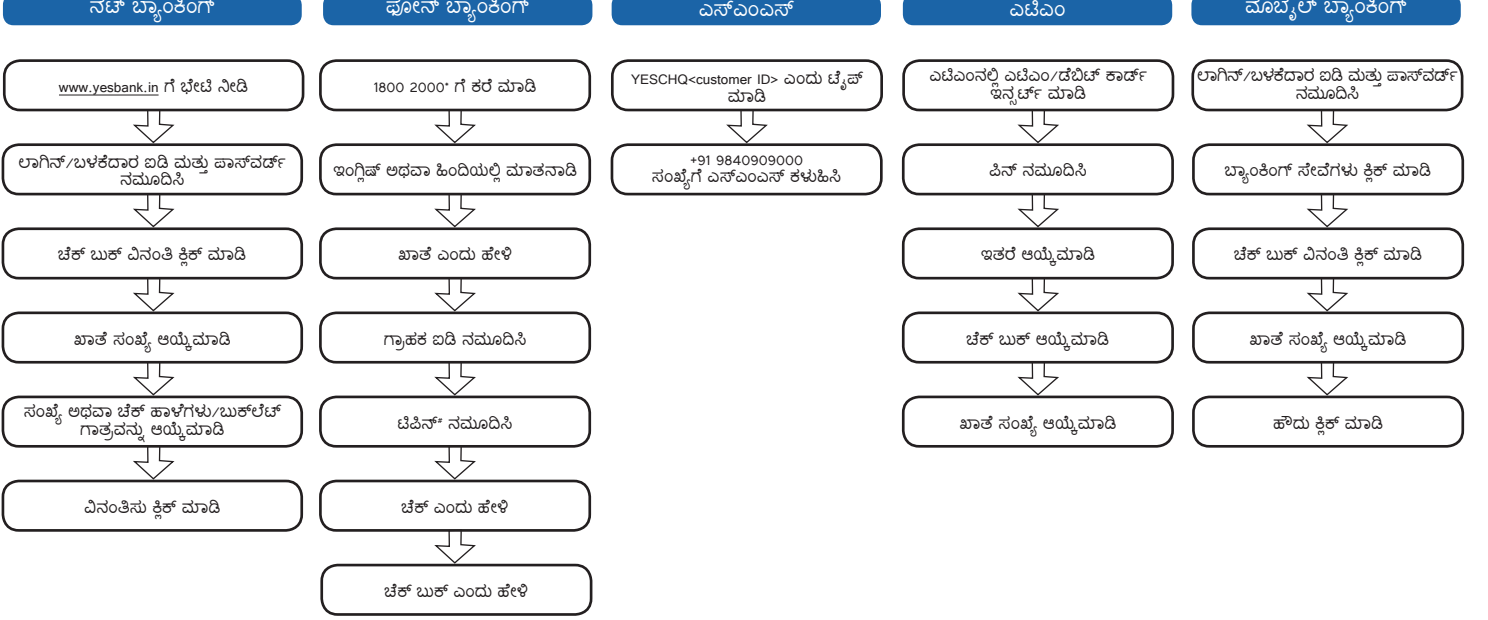 ನೆಟ್ ಬ್ಯಾಂಕಿಂಗ್
www.yesbank.in ಗೆ ಭೇಟಿ ನೀಡಿ
ಲಾಗಿನ್/ಬಳಕೆದಾರ ಐಡಿ ಮತ್ತು ಪಾಸ್‌ವರ್ಡ್
ನಮೂದಿಸಿ
ಚೆಕ್ ಬುಕ್ ವಿನಂತಿ ಕ್ಲಿಕ್ ಮಾಡಿ
ಖಾತೆ ಸಂಖ್ಯೆ ಆಯ್ಕೆಮಾಡಿ
ಸಂಖ್ಯೆ ಅಥವಾ ಚೆಕ್ ಹಾಳೆಗಳು/ಬುಕ್‌ಲೆಟ್
ಗಾತ್ರವನ್ನು ಆಯ್ಕೆಮಾಡಿ
ವಿನಂತಿಸು ಕ್ಲಿಕ್ ಮಾಡಿ
ಫೋನ್ ಬ್ಯಾಂಕಿಂಗ್
1800 2000* ಗೆ ಕರೆ ಮಾಡಿ
ಇಂಗ್ಲಿಷ್ ಅಥವಾ ಹಿಂದಿಯಲ್ಲಿ ಮಾತನಾಡಿ
ಖಾತೆ ಎಂದು ಹೇಳಿ
ಗ್ರಾಹಕ ಐಡಿ ನಮೂದಿಸಿ
ಟಿಪಿನ್# ನಮೂದಿಸಿ
ಚೆಕ್ ಎಂದು ಹೇಳಿ
ಚೆಕ್ ಬುಕ್ ಎಂದು ಹೇಳಿ
ಎಸ್ಎಂಎಸ್
YESCHQ<customer ID> ಎಂದು ಟೈಪ್
ಮಾಡಿ
+91 9840909000
ಸಂಖ್ಯೆಗೆ ಎಸ್ಎಂಎಸ್ ಕಳುಹಿಸಿ
ಎಟಿಎಂ
ಎಟಿಎಂನಲ್ಲಿ ಎಟಿಎಂ/ಡೆಬಿಟ್ ಕಾರ್ಡ್
ಇನ್ಸರ್ಟ್ ಮಾಡಿ
ಪಿನ್ ನಮೂದಿಸಿ
ಇತರೆ ಆಯ್ಕೆಮಾಡಿ
ಚೆಕ್ ಬುಕ್ ಆಯ್ಕೆಮಾಡಿ
ಖಾತೆ ಸಂಖ್ಯೆ ಆಯ್ಕೆಮಾಡಿ
ಮೊಬೈಲ್ ಬ್ಯಾಂಕಿಂಗ್
ಲಾಗಿನ್/ಬಳಕೆದಾರ ಐಡಿ ಮತ್ತು ಪಾಸ್‌ವರ್ಡ್
ನಮೂದಿಸಿ
ಬ್ಯಾಂಕಿಂಗ್ ಸೇವೆಗಳು ಕ್ಲಿಕ್ ಮಾಡಿ
ಚೆಕ್ ಬುಕ್ ವಿನಂತಿ ಕ್ಲಿಕ್ ಮಾಡಿ
ಖಾತೆ ಸಂಖ್ಯೆ ಆಯ್ಕೆಮಾಡಿ
ಹೌದು ಕ್ಲಿಕ್ ಮಾಡಿ